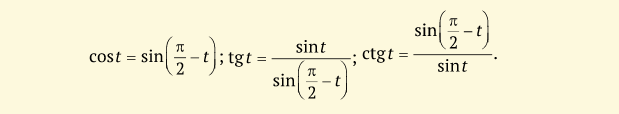 cos t = sin(π/2 − t); tg t = sin t / sin(π/2 − t); ctg t = sin(π/2 − t) / sin t.